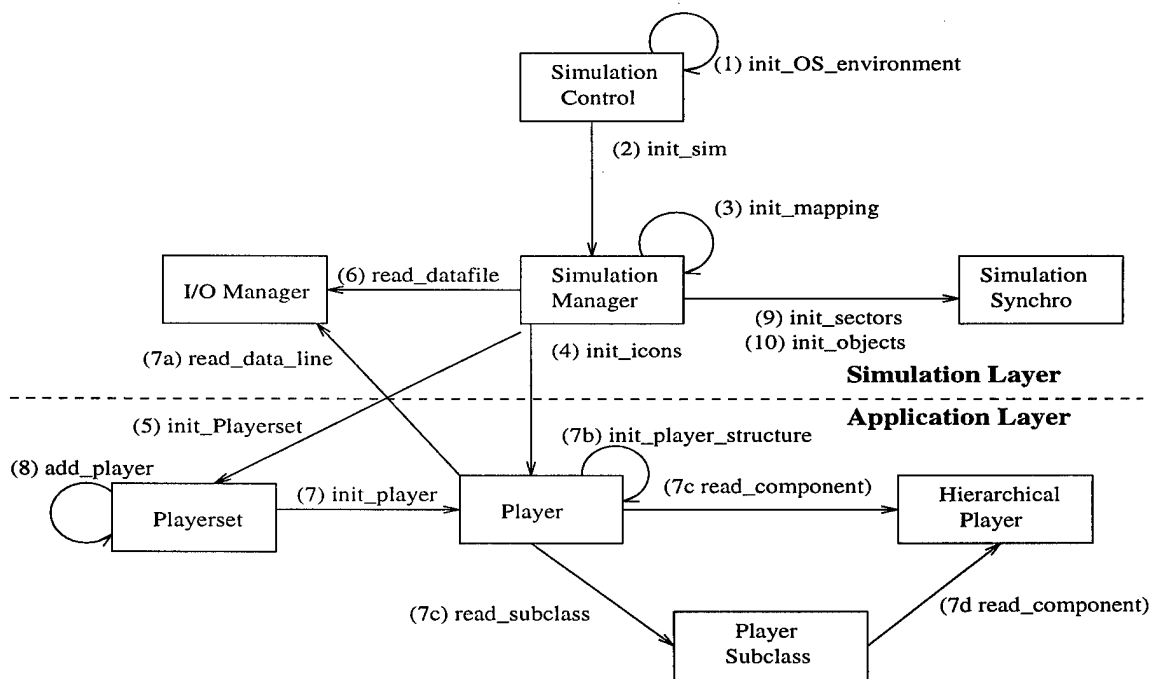 Simulation
Control
(1) init_OS_environment
(2) init_sim
(3) init_mapping
I/O Manager
(6) read_datafile
Simulation
Manager
Simulation
Synchro
(9) init_sectors
(10) init_objects
(7a) read_data_line
(4) init_icons
Simulation Layer
Application Layer
(5) init_Playerset
(7b) init_player_structure
(8) add_player
Playerset
(7) init_player
Player
(7c read_component)
Hierarchical
Player
(7c) read_subclass
(7d read_component)
Player
Subclass